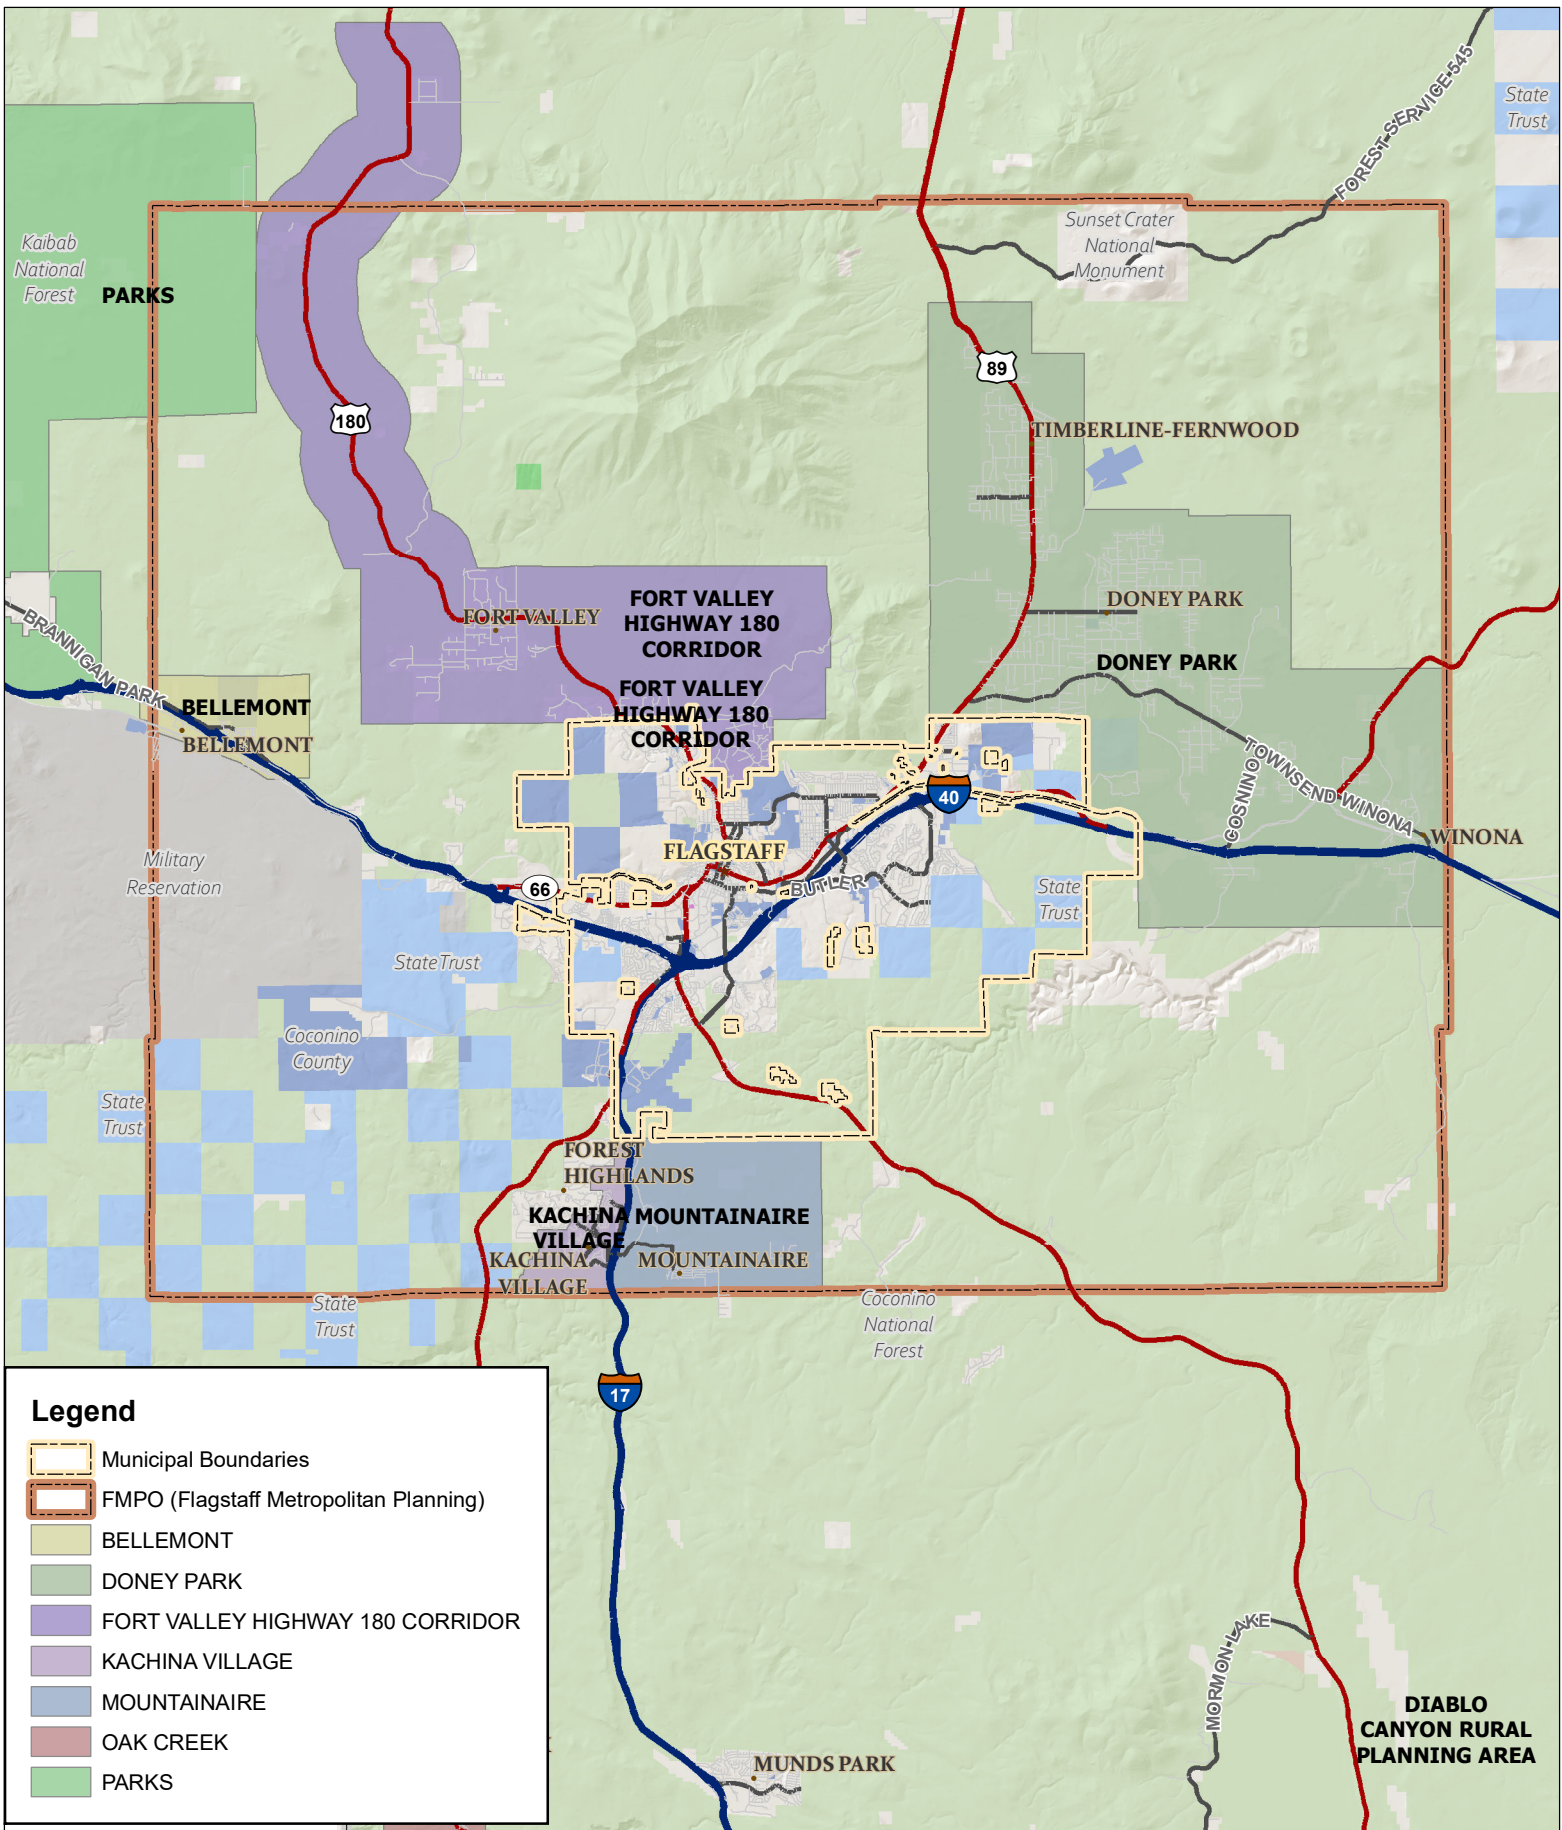 FOREST SERVICE 545
State
Trust
Sunset Crater
National
Monument
Kaibab
National
Forest
PARKS
89
180
TIMBERLINE-FERNWOOD
FORT VALLEY
HIGHWAY 180
CORRIDOR
FORT VALLEY
DONEY PARK
DONEY PARK
BRANNIGAN PARK
FORT VALLEY
HIGHWAY 180
CORRIDOR
BELLEMONT
BELLEMONT
TOWNSEND WINONA
COSNINO
40
WINONA
FLAGSTAFF
Military
Reservation
66
BUTLER
State
Trust
State Trust
Coconino
County
State
Trust
FOREST
HIGHLANDS
KACHINA
VILLAGE
MOUNTAINAIRE
KACHINA
VILLAGE
MOUNTAINAIRE
State
Trust
Coconino
National
Forest
17
Legend
Municipal Boundaries
FMPO (Flagstaff Metropolitan Planning)
BELLEMONT
DONEY PARK
FORT VALLEY HIGHWAY 180 CORRIDOR
KACHINA VILLAGE
MOUNTAINAIRE
OAK CREEK
PARKS
MORMON LAKE
DIABLO
CANYON RURAL
PLANNING AREA
MUNDS PARK